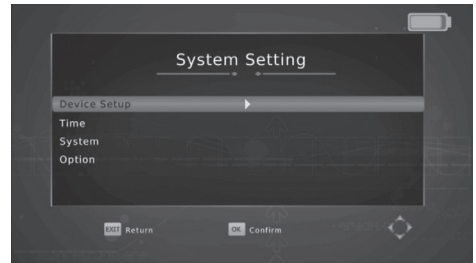 System Setting
Device Setup
Time
System
Option
EXIT Return OK Confirm